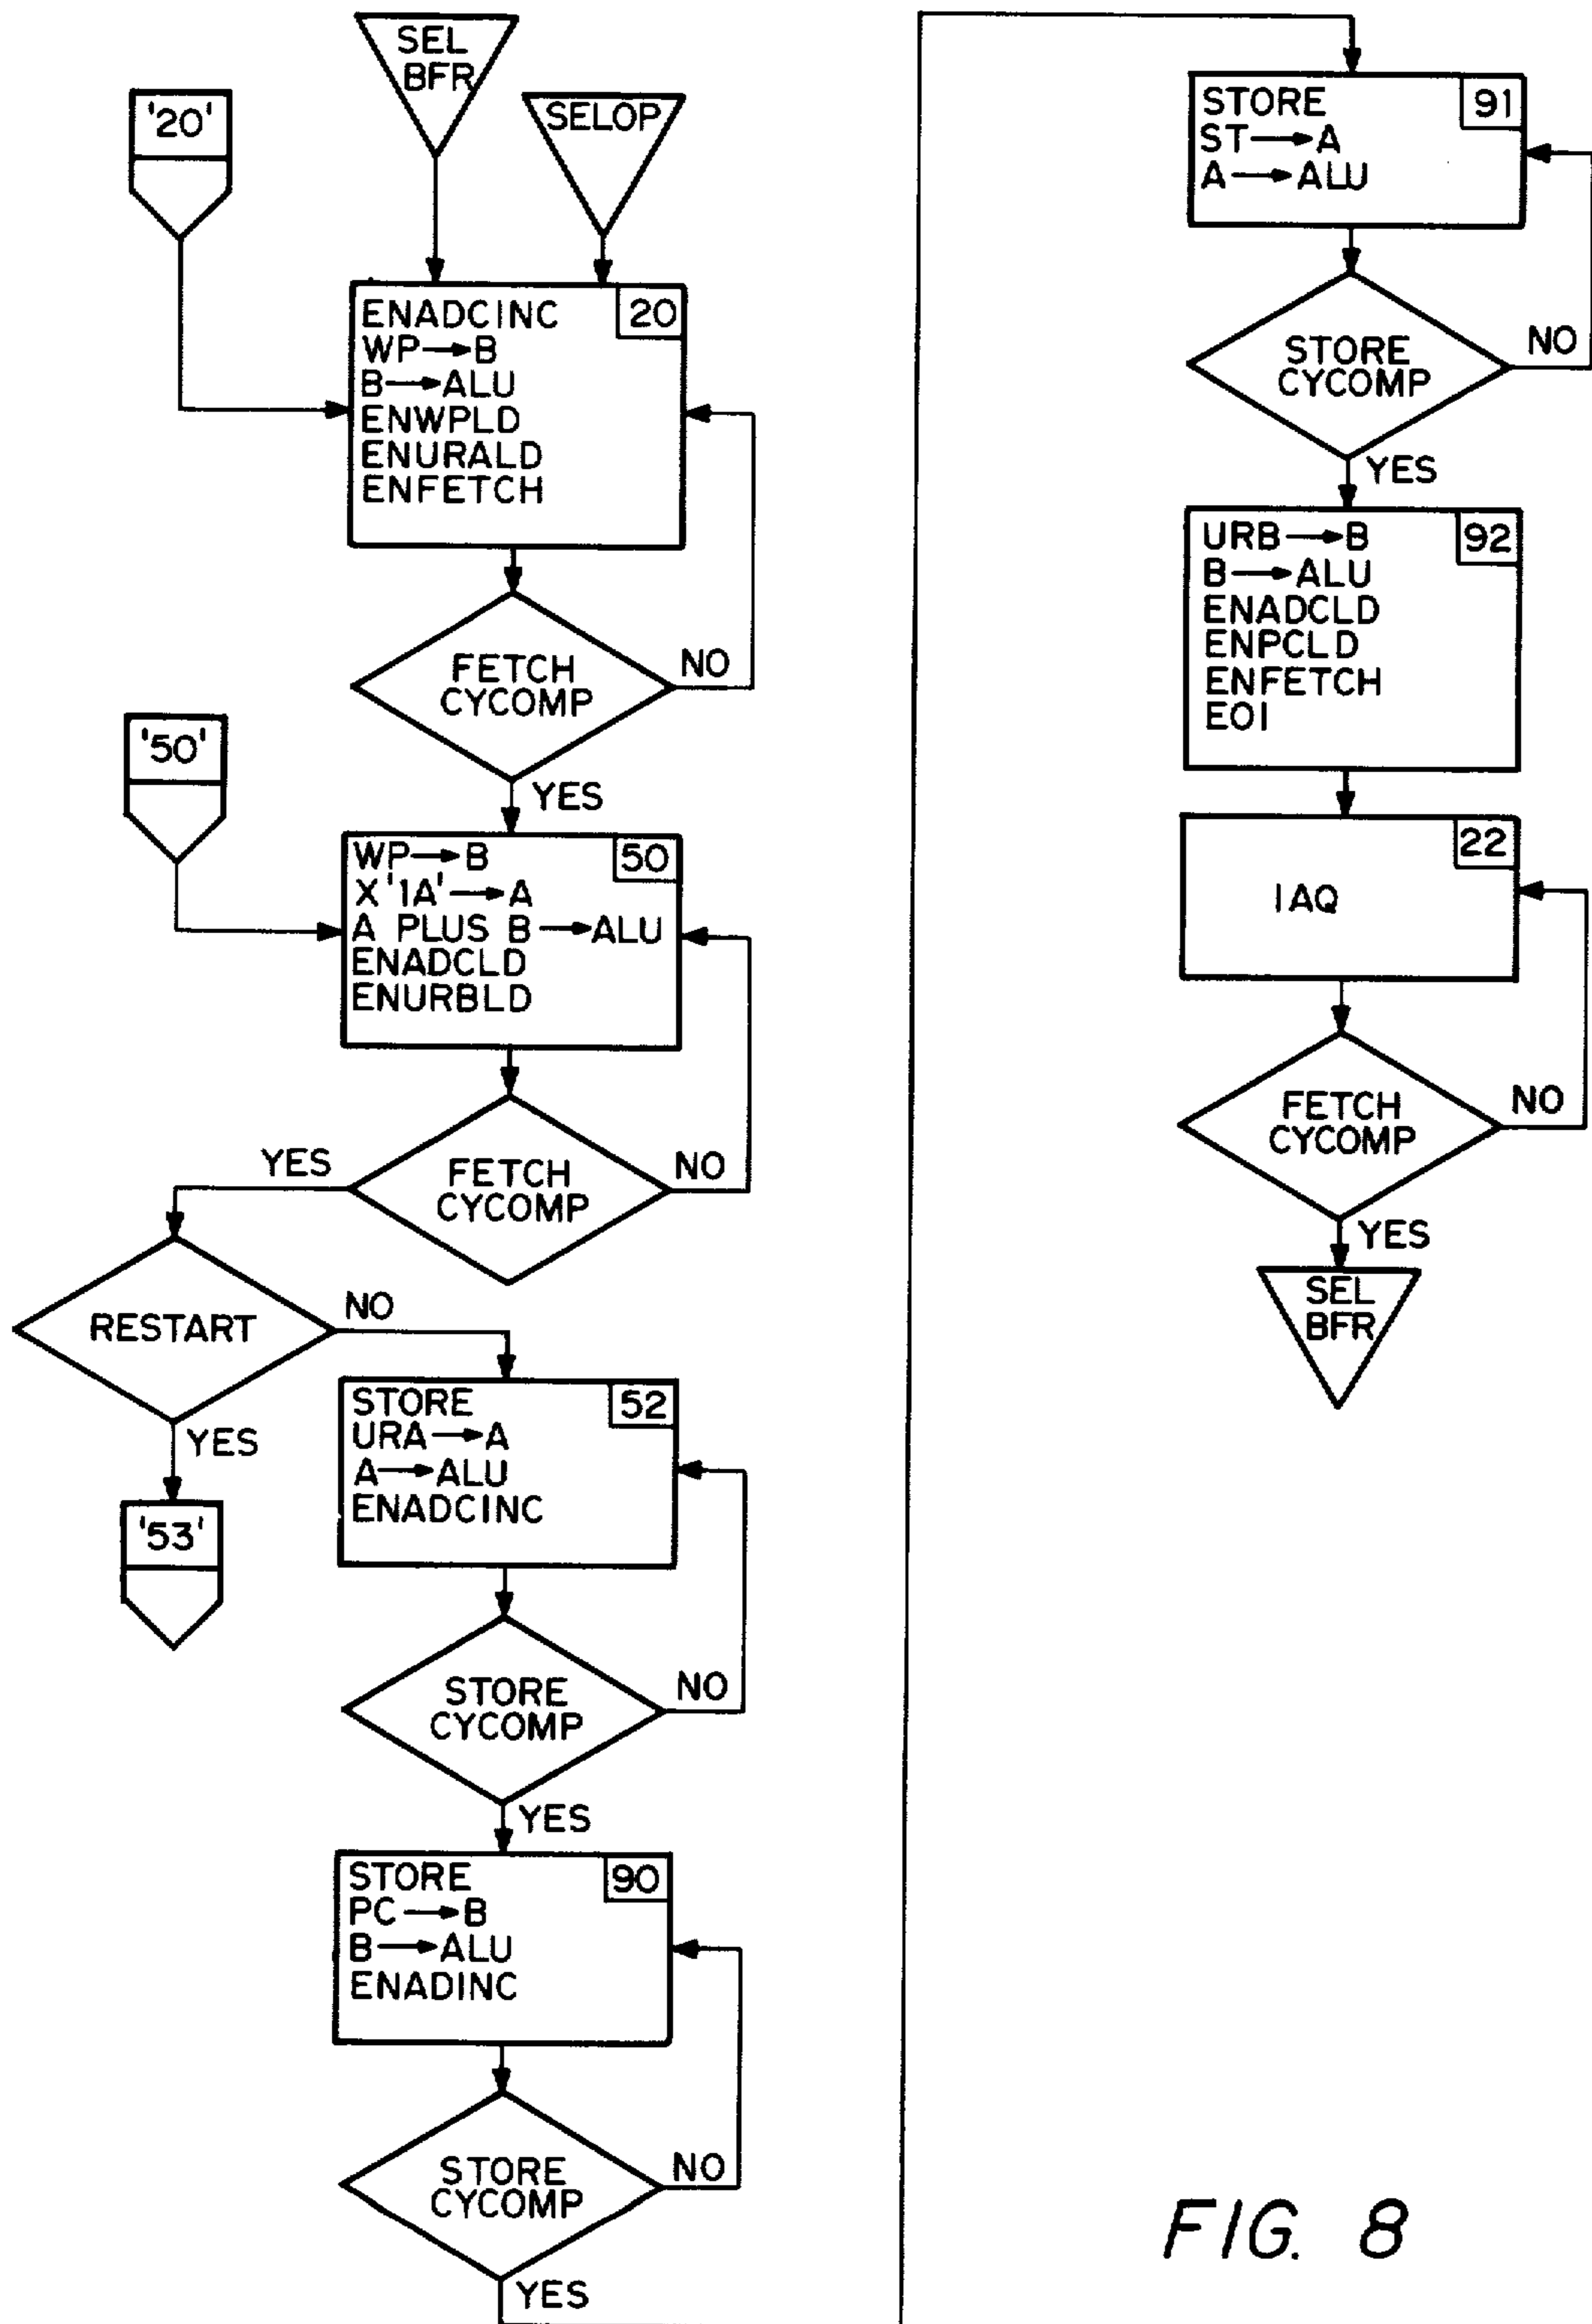 SEL
BFR
SELOP
'20'
20
ENADCINC
WP→B
B→ALU
ENWPLD
ENURALD
ENFETCH
FETCH
CYCOMP
NO
YES
'50'
50
WP→B
X'1A'→A
A PLUS B→ALU
ENADCLD
ENURBLD
FETCH
CYCOMP
NO
YES
RESTART
NO
YES
'53'
52
STORE
URA→A
A→ALU
ENADCINC
STORE
CYCOMP
NO
YES
90
STORE
PC→B
B→ALU
ENADINC
STORE
CYCOMP
NO
YES
91
STORE
ST→A
A→ALU
STORE
CYCOMP
NO
YES
92
URB→B
B→ALU
ENADCLD
ENPCLD
ENFETCH
EOI
22
IAQ
FETCH
CYCOMP
NO
YES
SEL
BFR
FIG. 8